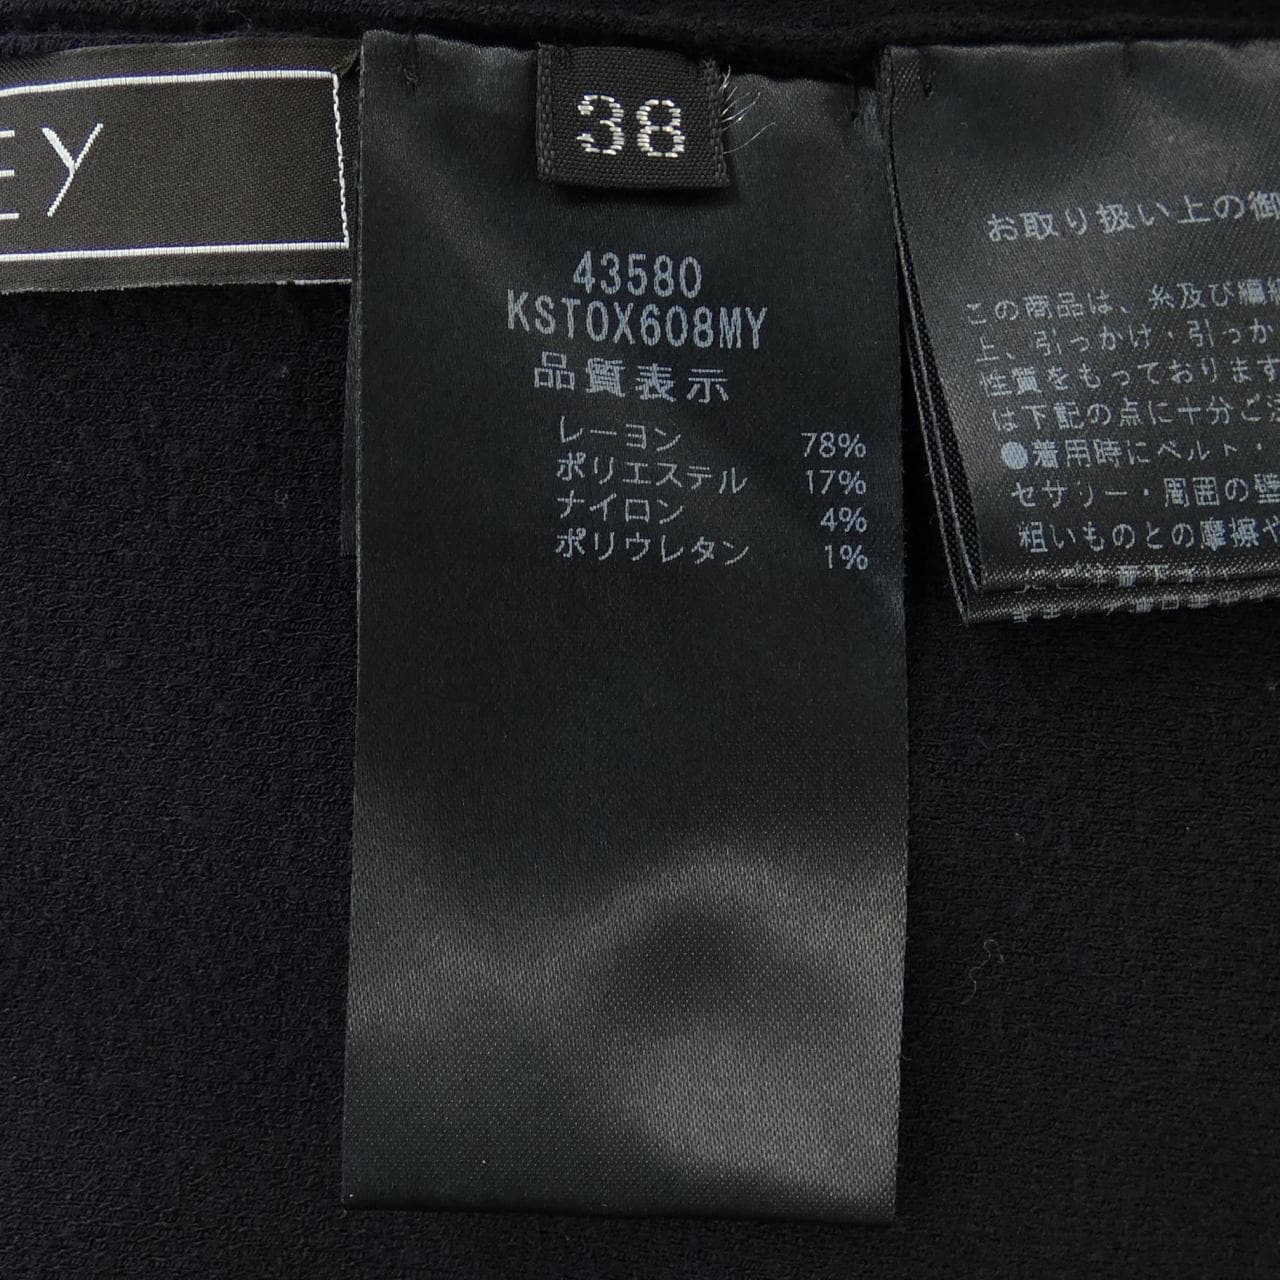 EY
38
43580
KSTOX608MY
品質表示
レーヨン 78%
ポリエステル 17%
ナイロン 4%
ポリウレタン 1%
お取り扱い上の御
この商品は、糸及び編
上、引っかけ・引っか
性質をもっております
は下記の点に十分ご注
●着用時にベルト・
セサリー・周囲の壁
粗いものとの摩擦や